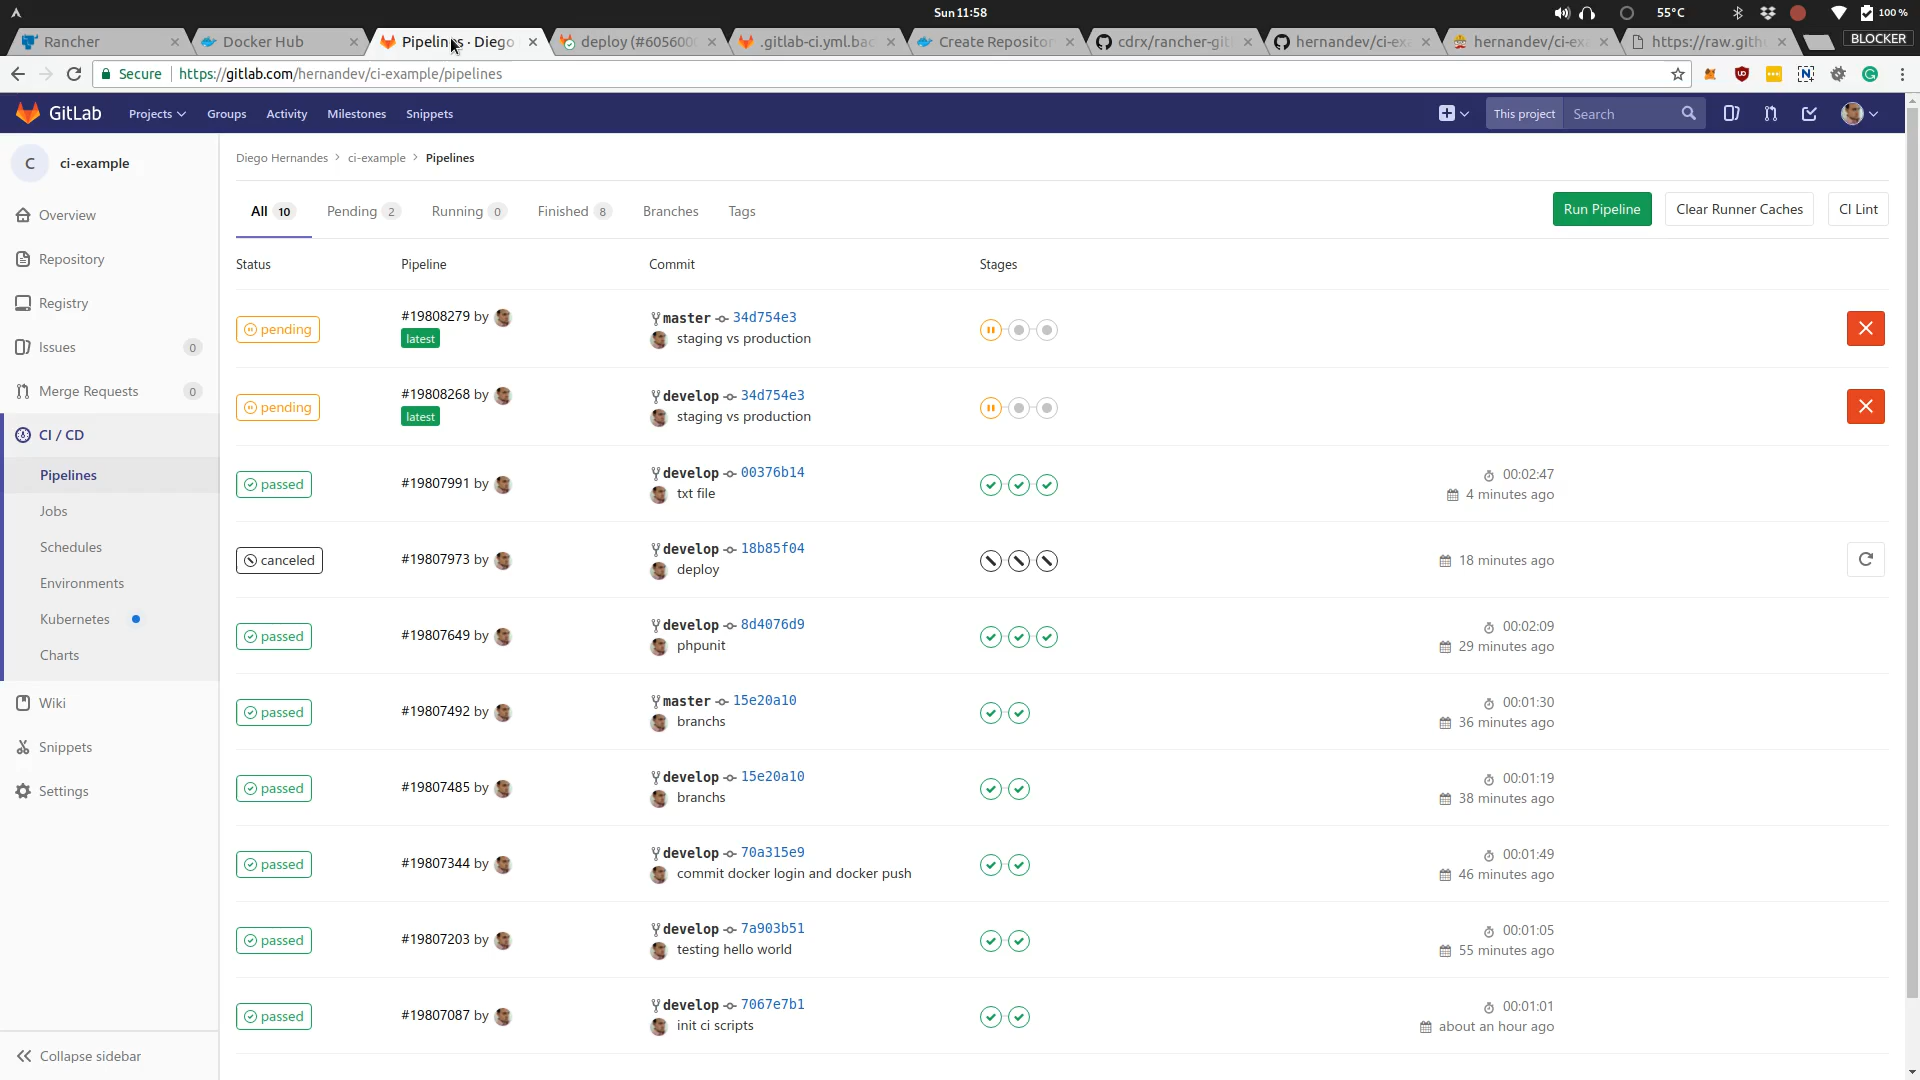 Sun 11:58
55°C
100 %
Rancher
Docker Hub
Pipelines · Diego
deploy (#6056000
.gitlab-ci.yml.bac
Create Repositor
cdrx/rancher-gitl
hernandev/ci-exa
hernandev/ci-exa
https://raw.gith
BLOCKER
Secure
https://gitlab.com/hernandev/ci-example/pipelines
GitLab
Projects
Groups
Activity
Milestones
Snippets
This project
Search
C
ci-example
Overview
Repository
Registry
Issues 0
Merge Requests 0
CI / CD
Pipelines
Jobs
Schedules
Environments
Kubernetes
Charts
Wiki
Snippets
Settings
Collapse sidebar
Diego Hernandes > ci-example > Pipelines
All 10
Pending 2
Running 0
Finished 8
Branches
Tags
Run Pipeline
Clear Runner Caches
CI Lint
Status
Pipeline
Commit
Stages
pending
#19808279 by
latest
master 34d754e3
staging vs production
pending
#19808268 by
latest
develop 34d754e3
staging vs production
passed
#19807991 by
develop 00376b14
txt file
00:02:47
4 minutes ago
canceled
#19807973 by
develop 18b85f04
deploy
18 minutes ago
passed
#19807649 by
develop 8d4076d9
phpunit
00:02:09
29 minutes ago
passed
#19807492 by
master 15e20a10
branchs
00:01:30
36 minutes ago
passed
#19807485 by
develop 15e20a10
branchs
00:01:19
38 minutes ago
passed
#19807344 by
develop 70a315e9
commit docker login and docker push
00:01:49
46 minutes ago
passed
#19807203 by
develop 7a903b51
testing hello world
00:01:05
55 minutes ago
passed
#19807087 by
develop 7067e7b1
init ci scripts
00:01:01
about an hour ago